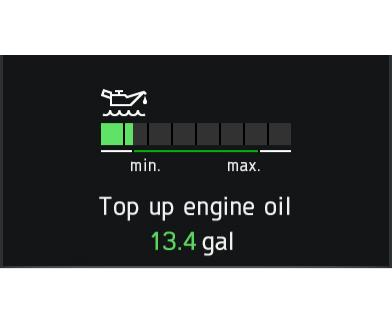 min. max.
Top up engine oil
13.4 gal